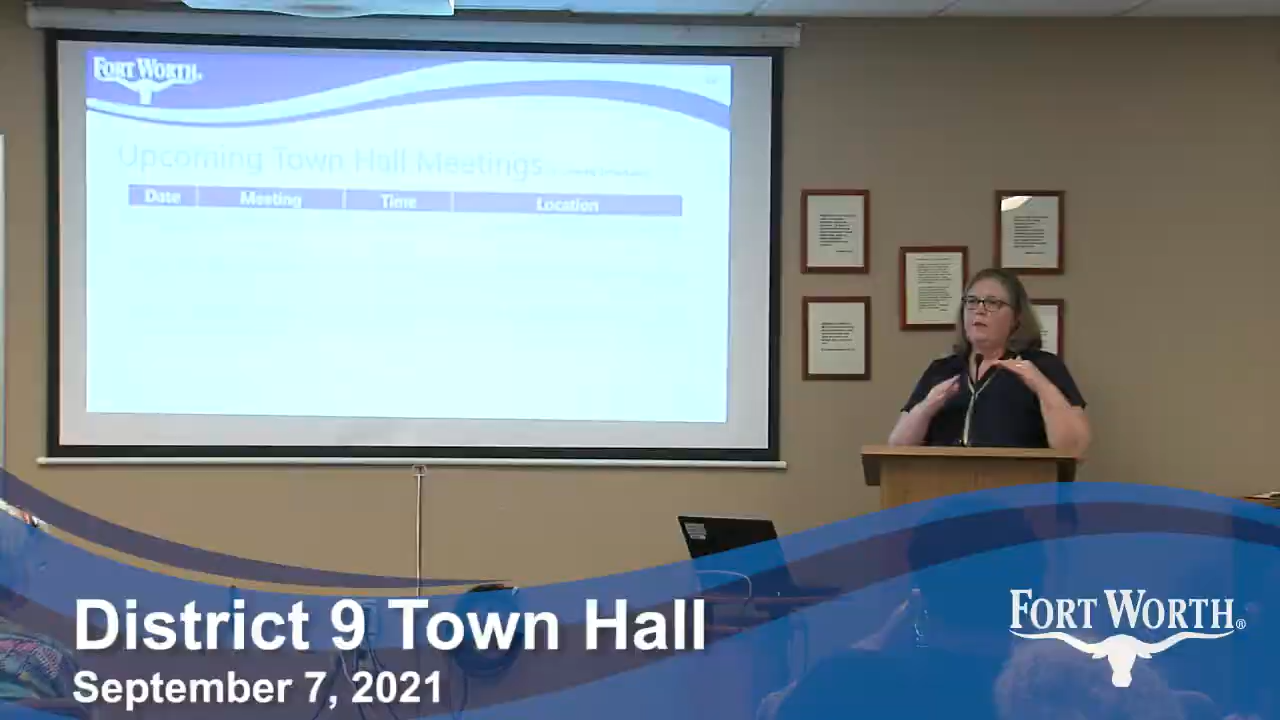 FORT WORTH®
Upcoming Town Hall Meetings
Date Meeting Time Location
District 9 Town Hall
September 7, 2021
FORT WORTH®